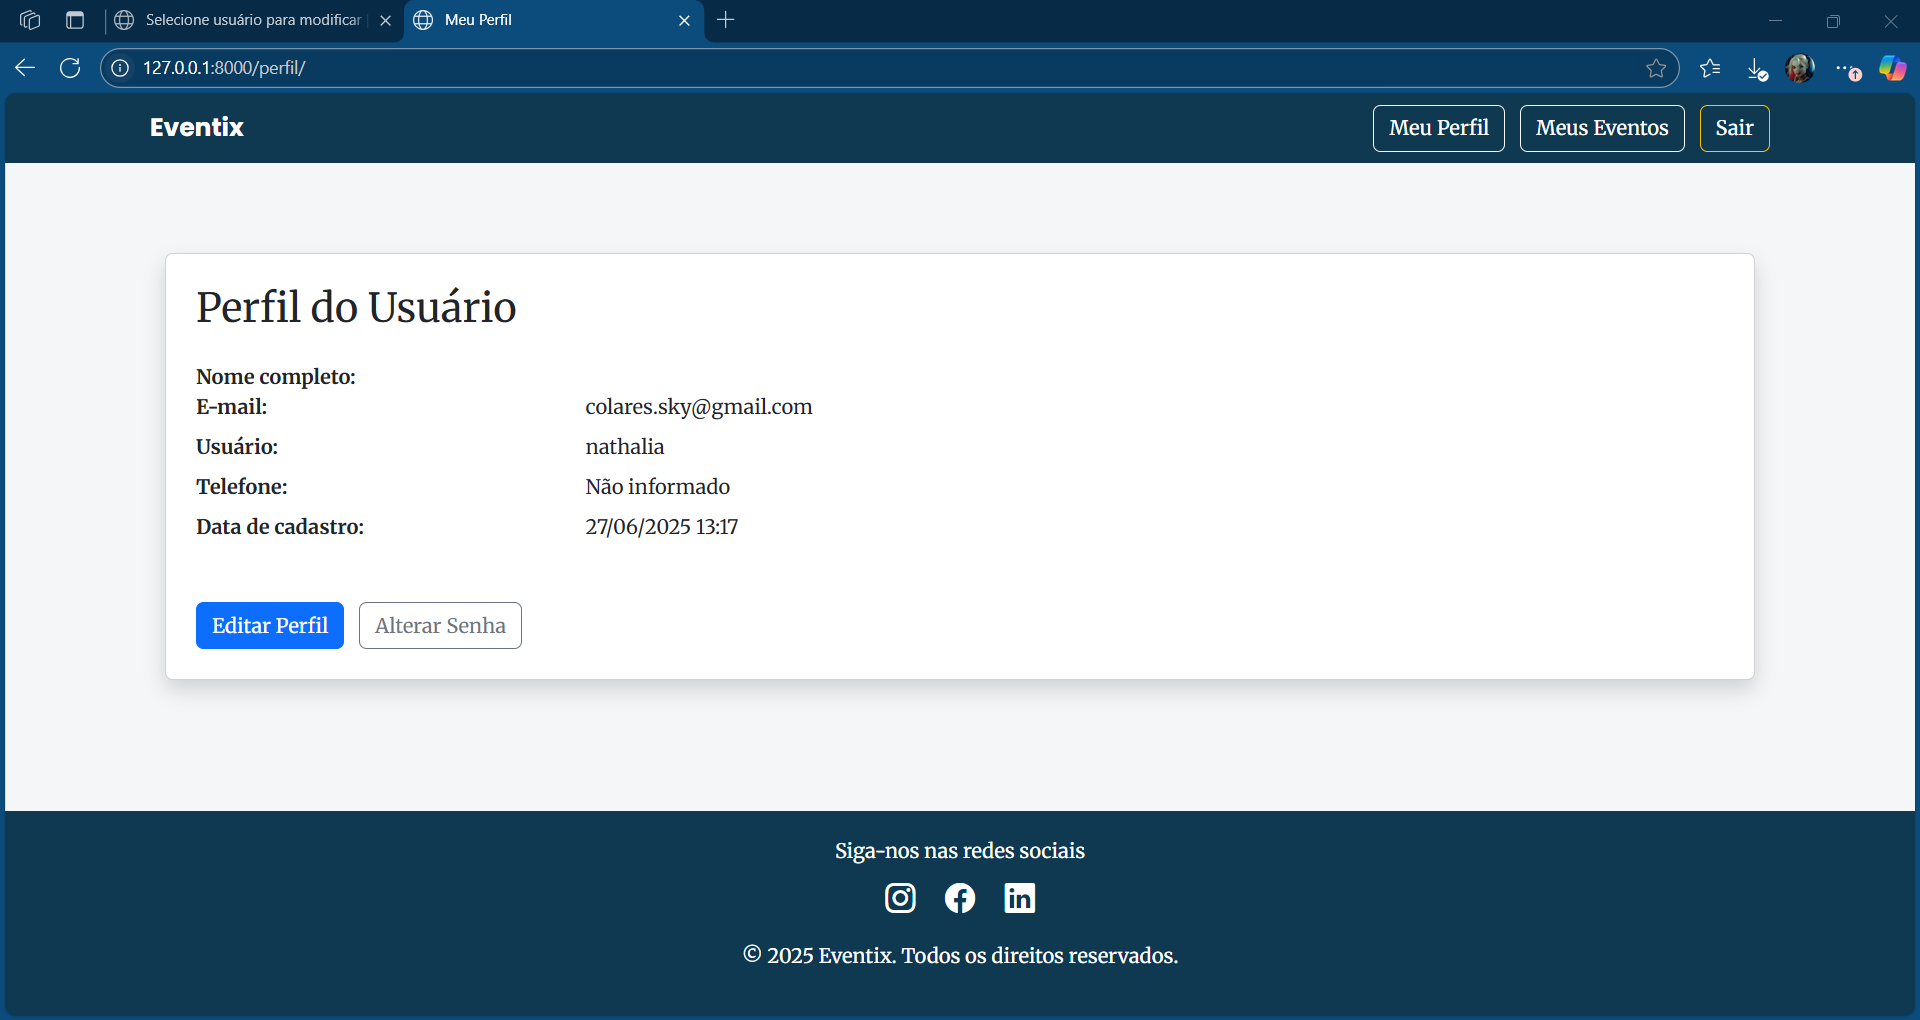 Selecione usuário para modificar
Meu Perfil
127.0.0.1:8000/perfil/
Eventix
Meu Perfil
Meus Eventos
Sair
Perfil do Usuário
Nome completo:
E-mail: colares.sky@gmail.com
Usuário: nathalia
Telefone: Não informado
Data de cadastro: 27/06/2025 13:17
Editar Perfil
Alterar Senha
Siga-nos nas redes sociais
© 2025 Eventix. Todos os direitos reservados.